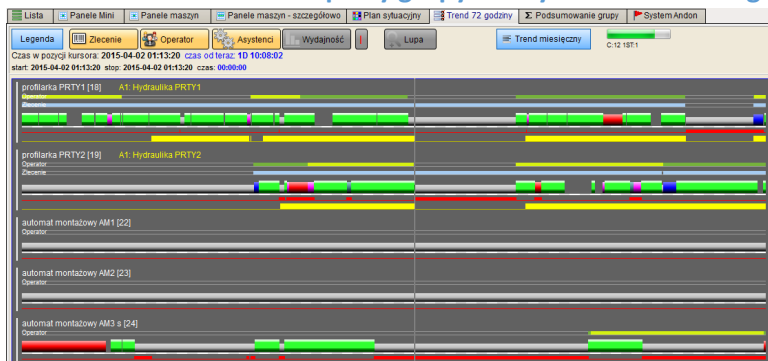 Lista Panele Mini Panele maszyn Panele maszyn - szczegółowo Plan sytuacyjny Trend 72 godziny Σ Podsumowanie grupy System Andon
Legenda Zlecenie Operator Asystenci Wydajność Lupa Trend miesięczny C:12 1ST:1
Czas w pozycji kursora: 2015-04-02 01:13:20 czas od teraz: 1D 10:08:02
start: 2015-04-02 01:13:20 stop: 2015-04-02 01:13:20 czas: 00:00:00
profilarka PRTY1 [18] A1: Hydraulika PRTY1
Operator
Zlecenie
profilarka PRTY2 [19] A1: Hydraulika PRTY2
Operator
Zlecenie
automat montażowy AM1 [22]
Operator
automat montażowy AM2 [23]
Operator
automat montażowy AM3 s [24]
Operator